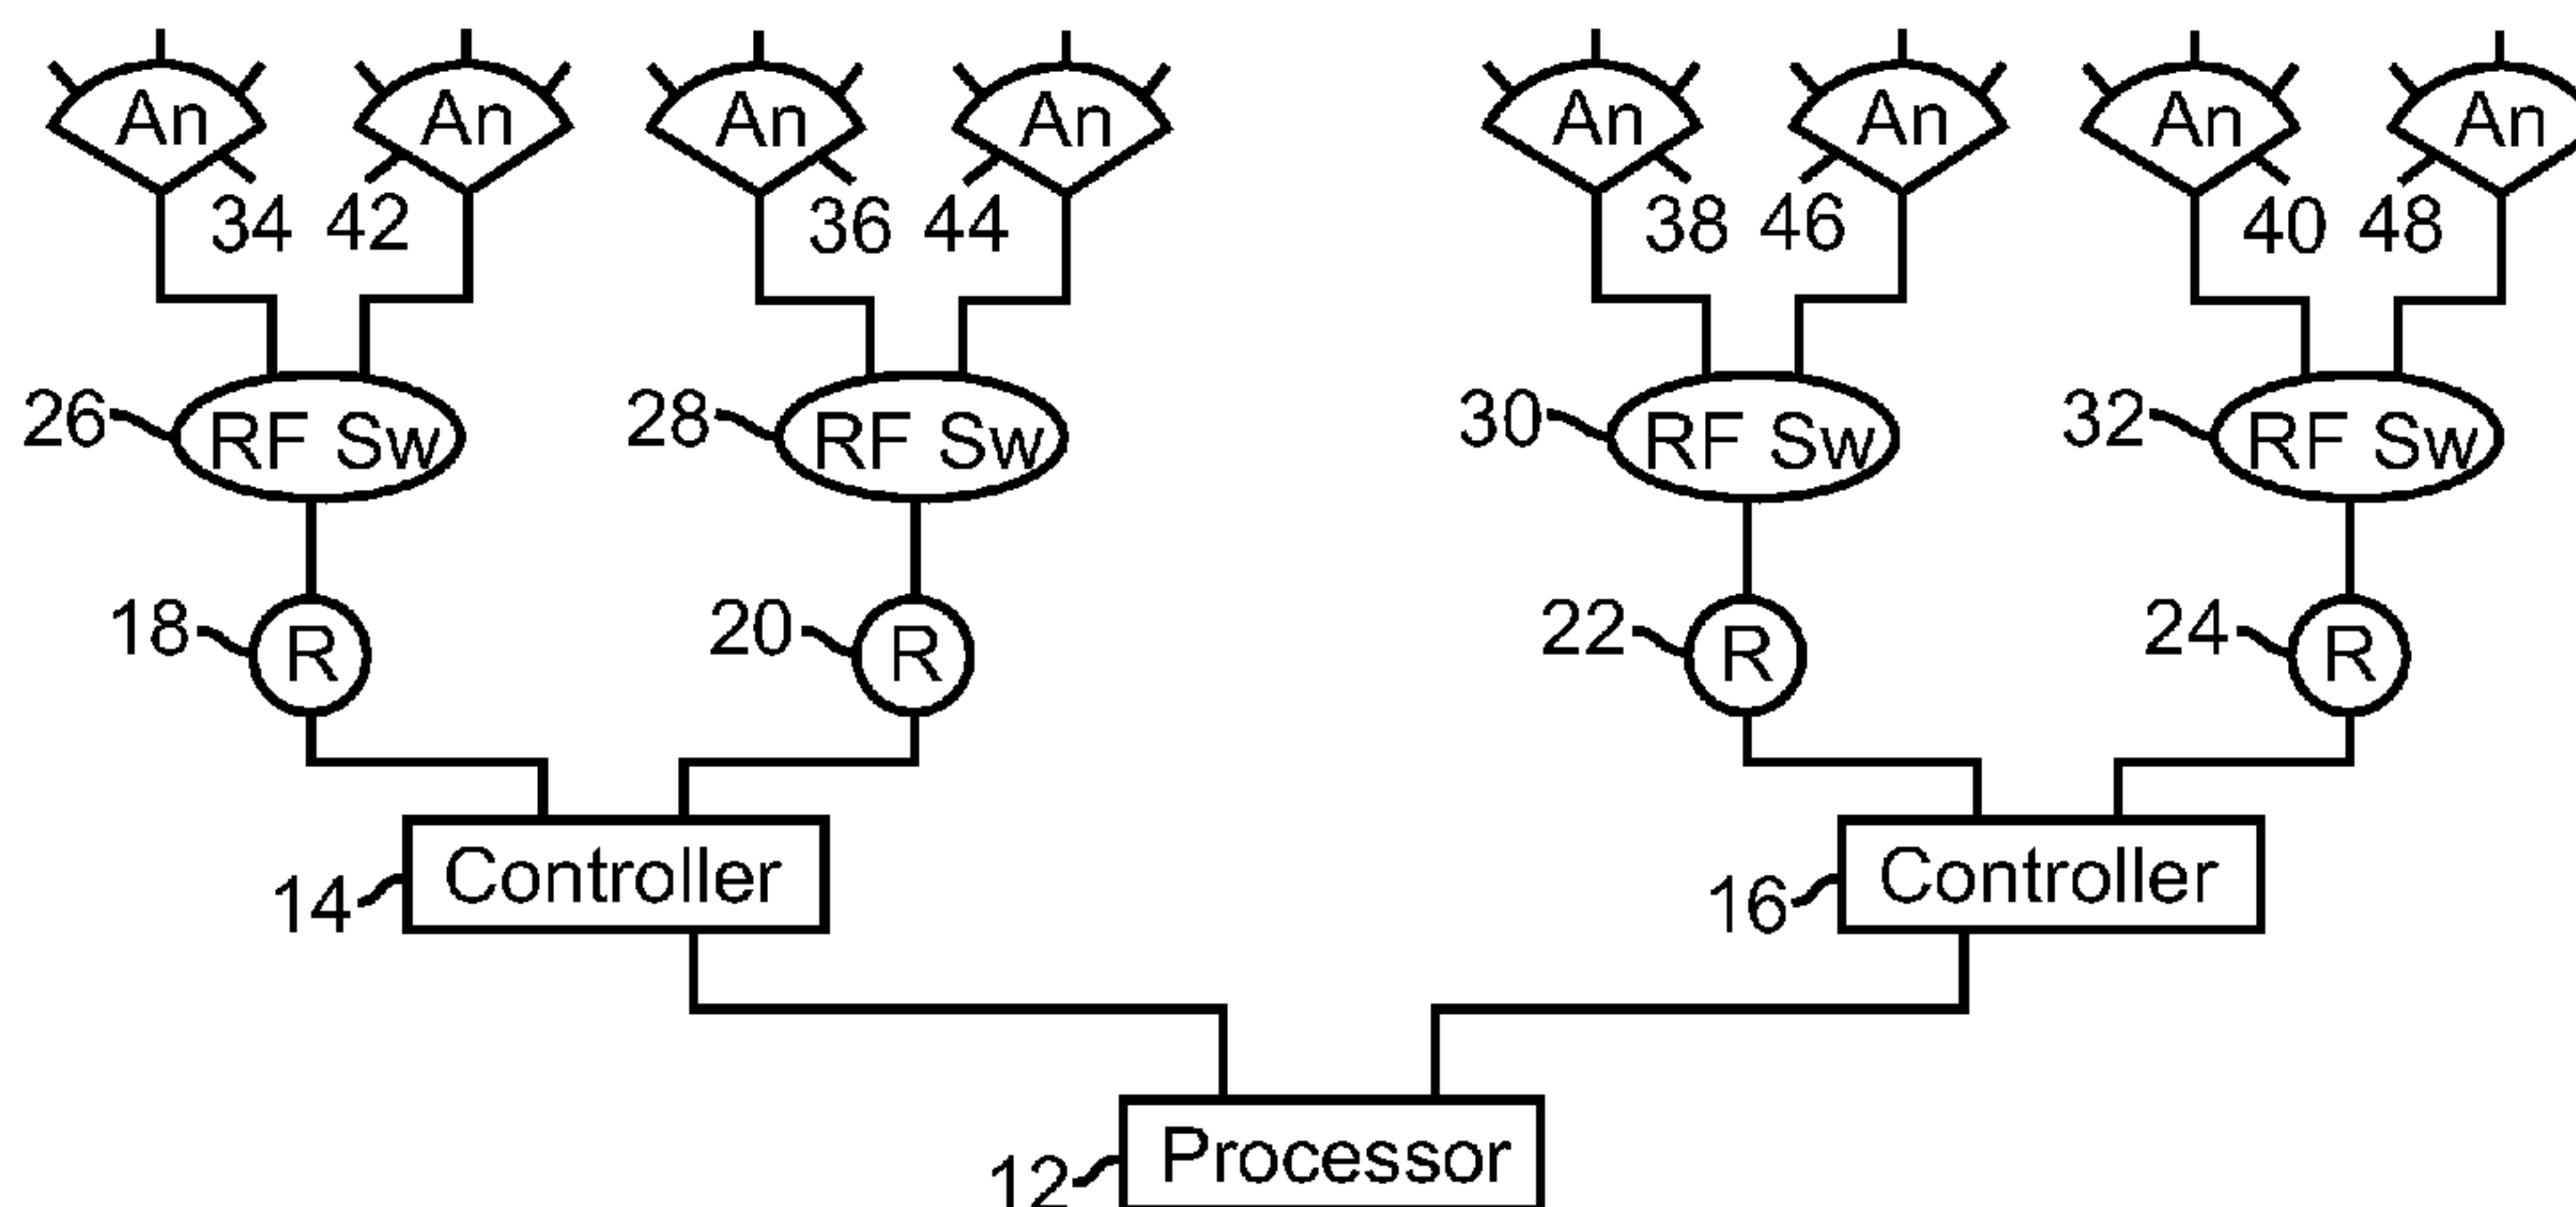 An An An An An An An An
34 42 36 44 38 46 40 48
26 RF Sw 28 RF Sw 30 RF Sw 32 RF Sw
18 R 20 R 22 R 24 R
14 Controller 16 Controller
12 Processor